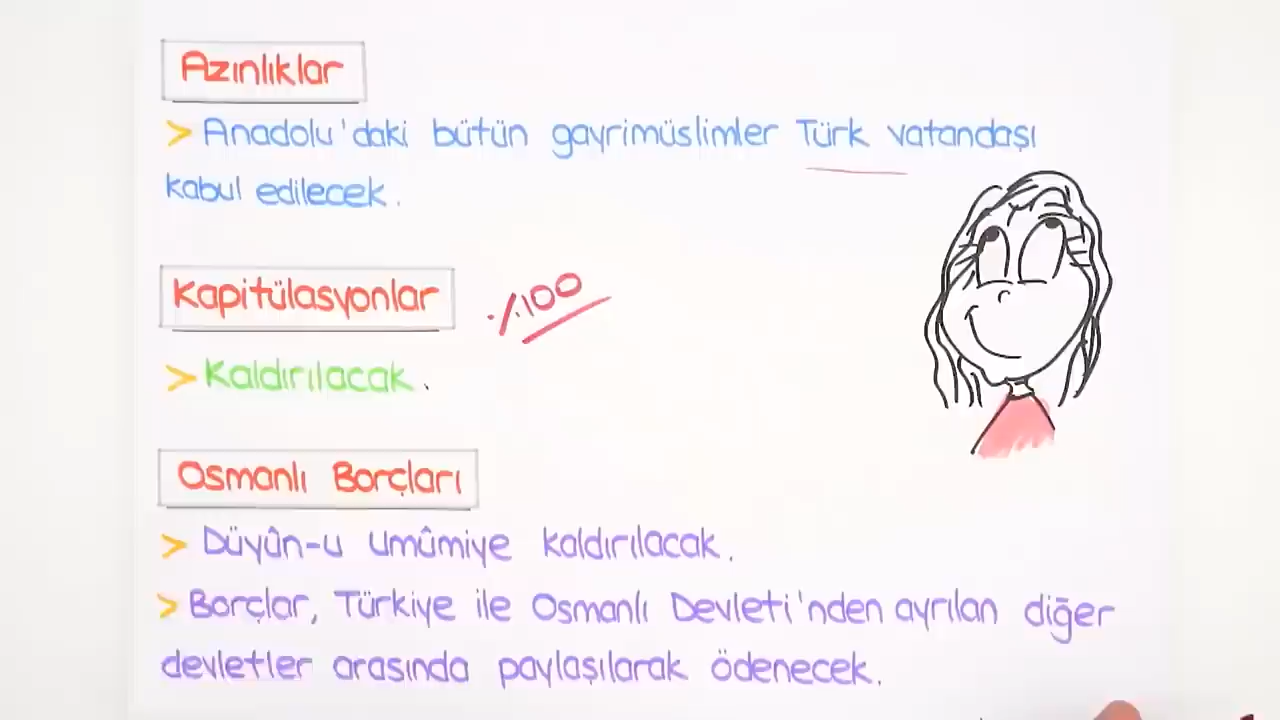 Azınlıklar
> Anadolu'daki bütün gayrimüslimler Türk vatandaşı
kabul edilecek.
Kapitülasyonlar
%100
> Kaldırılacak.
Osmanlı Borçları
> Düyûn-u Umûmiye kaldırılacak.
> Borçlar, Türkiye ile Osmanlı Devleti'nden ayrılan diğer
devletler arasında paylaşılarak ödenecek.